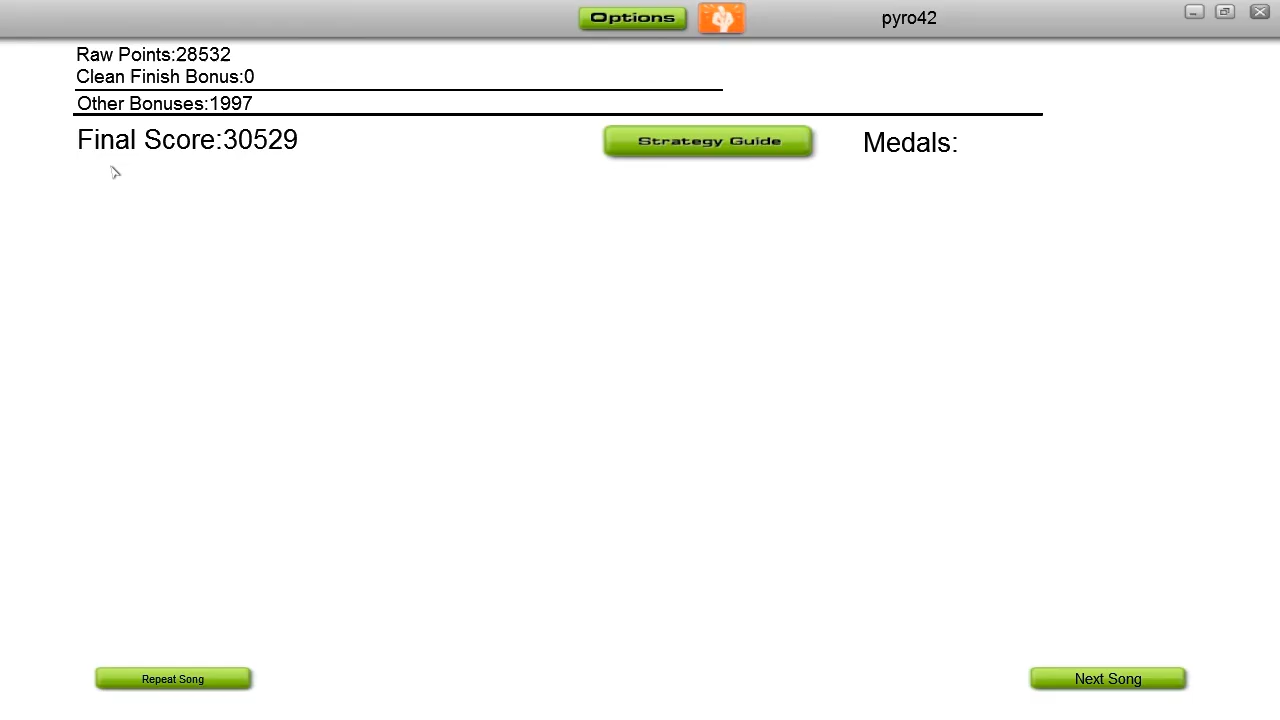 Options
pyro42
Raw Points:28532
Clean Finish Bonus:0
Other Bonuses:1997
Final Score:30529
Strategy Guide
Medals:
Repeat Song
Next Song